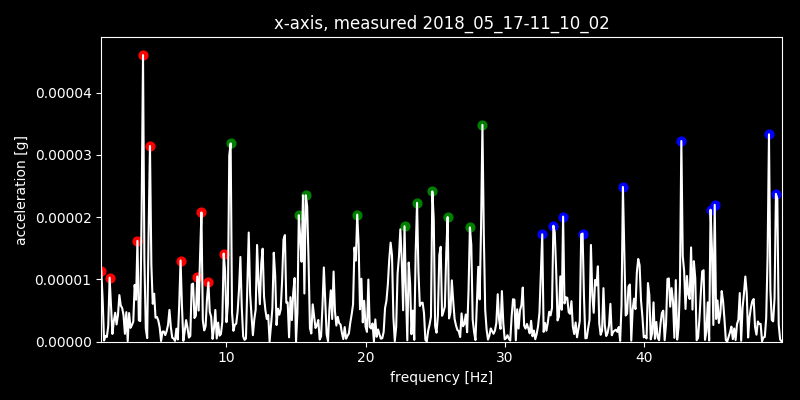 x-axis, measured 2018_05_17-11_10_02
acceleration [g]
0.00004
0.00003
0.00002
0.00001
0.00000
10 20 30 40
frequency [Hz]